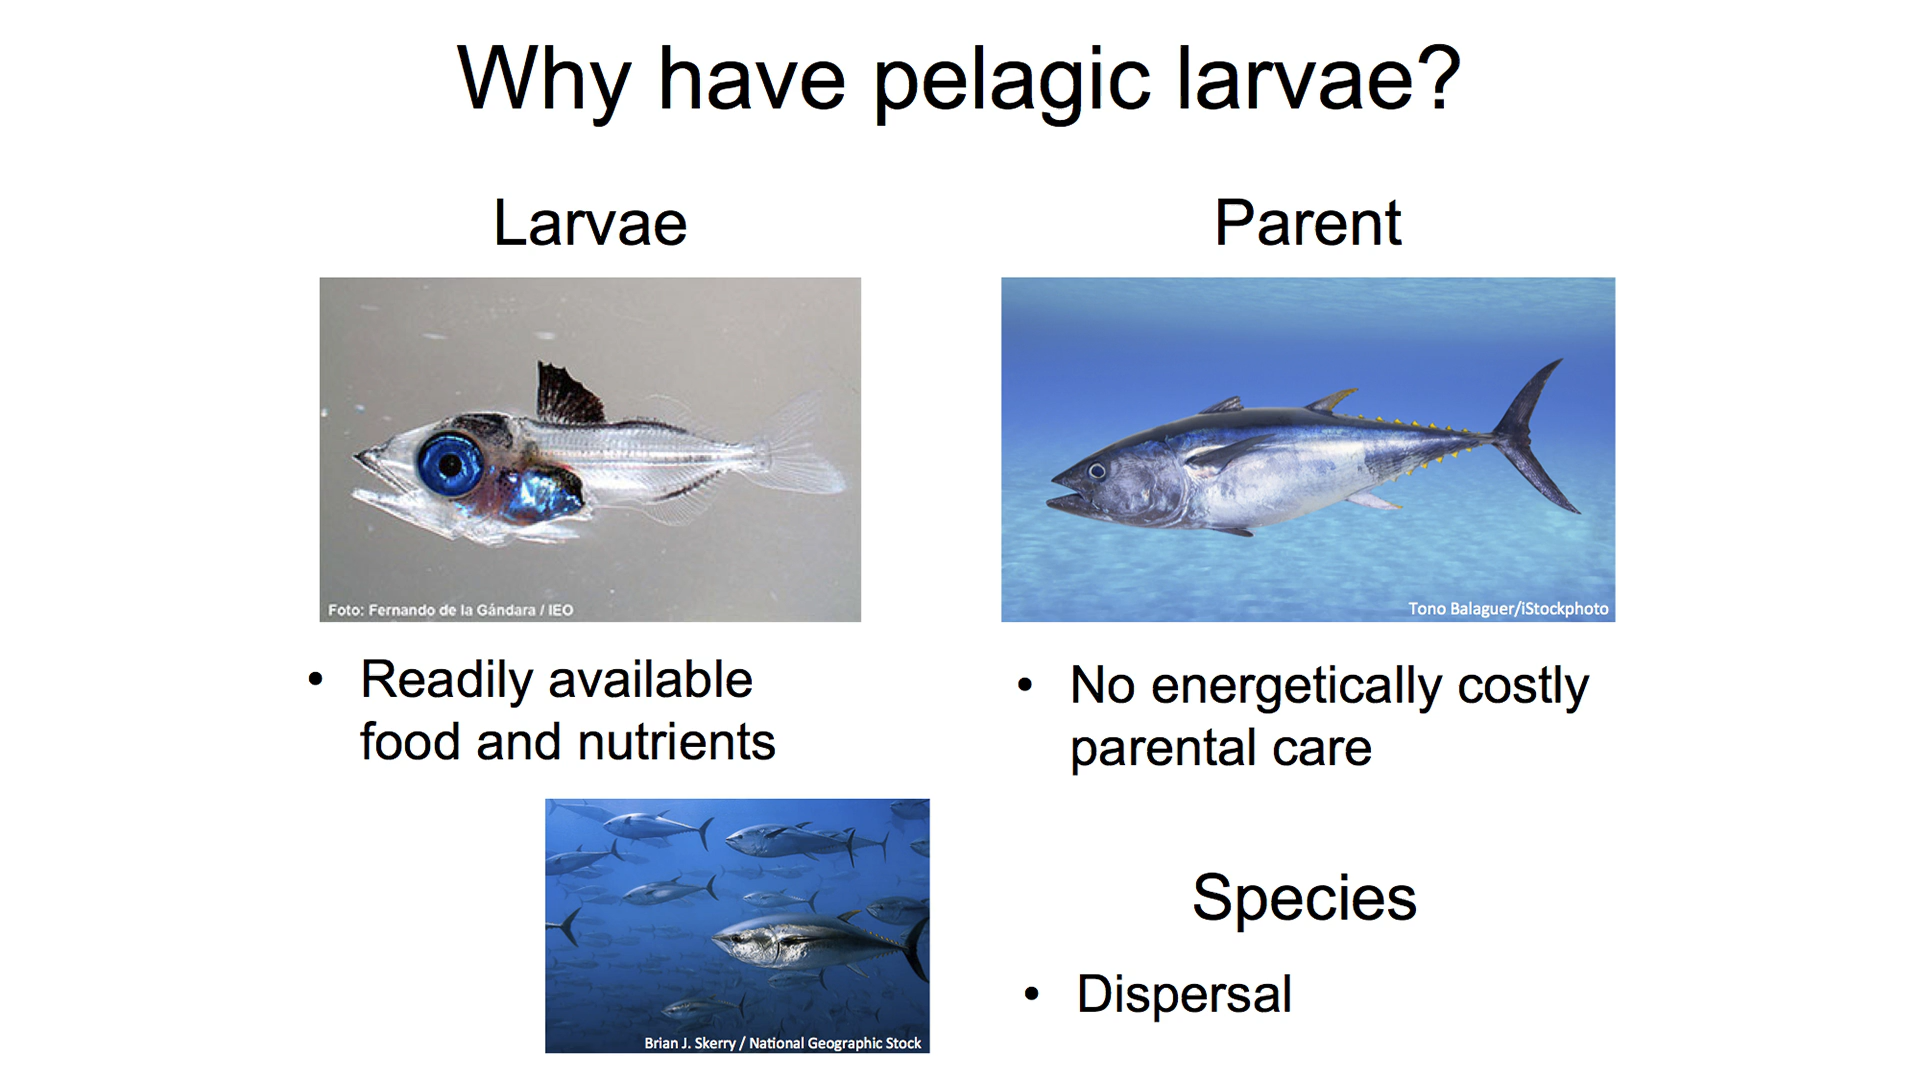 Why have pelagic larvae?
Larvae
Foto: Fernando de la Gándara / IEO
• Readily available
food and nutrients
Parent
Tono Balaguer/iStockphoto
• No energetically costly
parental care
Brian J. Skerry / National Geographic Stock
Species
• Dispersal